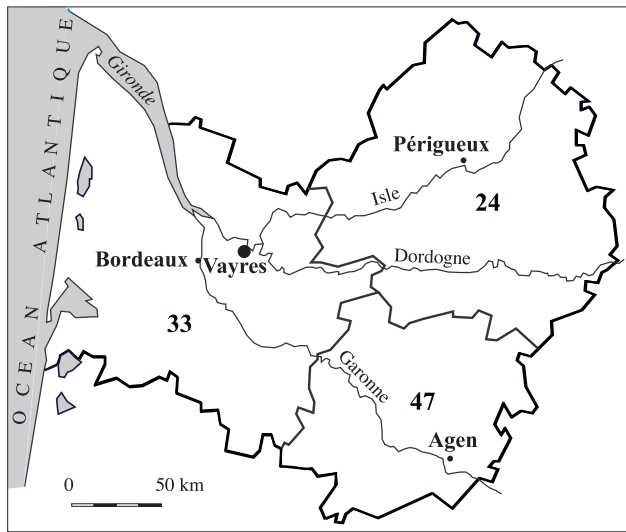 OCEAN ATLANTIQUE
Gironde
Périgueux
Isle
24
Bordeaux
Vayres
Dordogne
33
Garonne
47
Agen
0 50 km